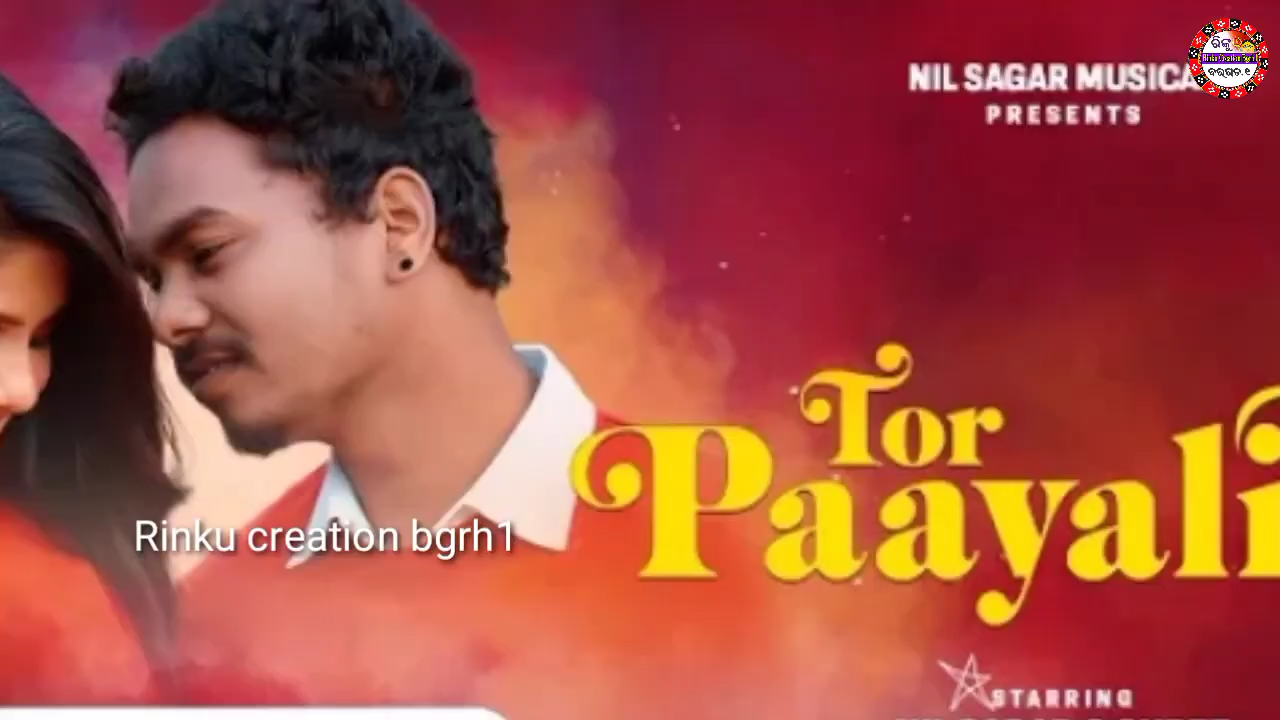 NIL SAGAR MUSICA
PRESENTS
ରିଙ୍କୁ
Tor
Paayali
Rinku creation bgrh1
STARRING